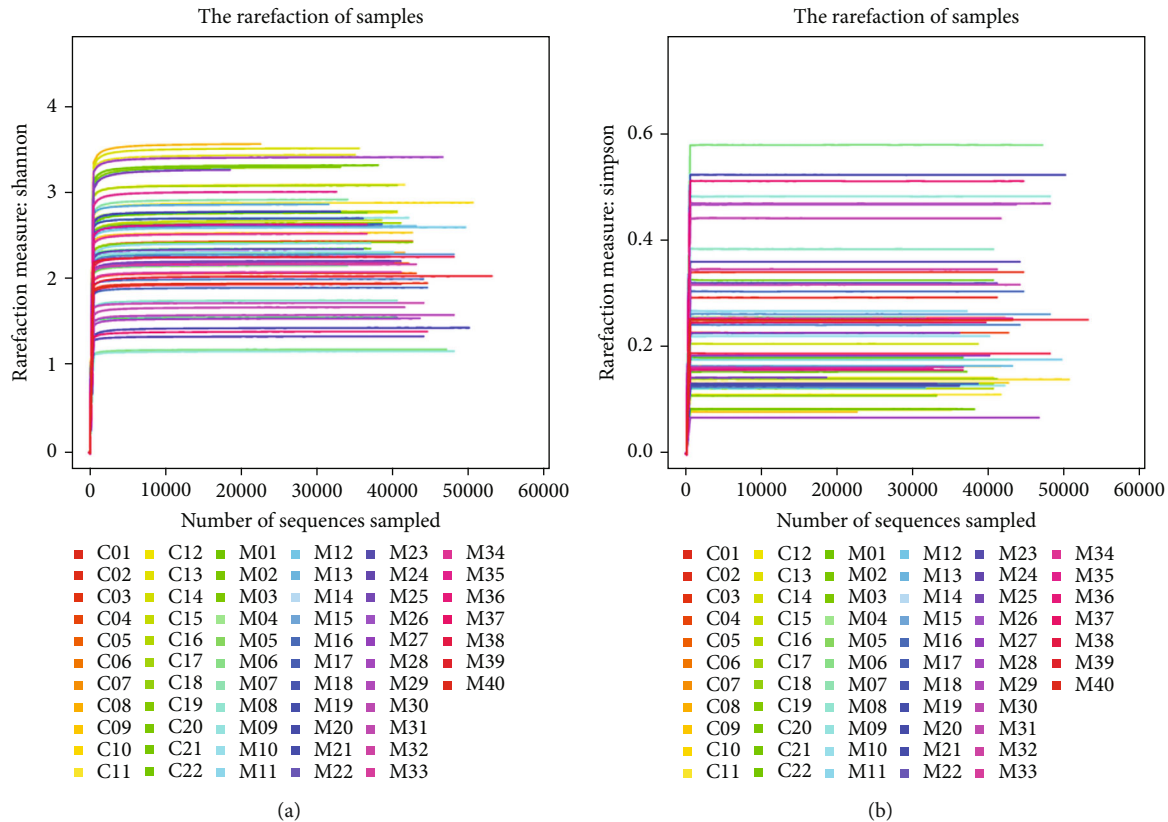 The rarefaction of samples
Rarefaction measure: shannon
4
3
2
1
0
0 10000 20000 30000 40000 50000 60000
Number of sequences sampled
C01 C12 M01 M12 M23 M34
C02 C13 M02 M13 M24 M35
C03 C14 M03 M14 M25 M36
C04 C15 M04 M15 M26 M37
C05 C16 M05 M16 M27 M38
C06 C17 M06 M17 M28 M39
C07 C18 M07 M18 M29 M40
C08 C19 M08 M19 M30
C09 C20 M09 M20 M31
C10 C21 M10 M21 M32
C11 C22 M11 M22 M33
(a)
The rarefaction of samples
Rarefaction measure: simpson
0.6
0.4
0.2
0.0
0 10000 20000 30000 40000 50000 60000
Number of sequences sampled
C01 C12 M01 M12 M23 M34
C02 C13 M02 M13 M24 M35
C03 C14 M03 M14 M25 M36
C04 C15 M04 M15 M26 M37
C05 C16 M05 M16 M27 M38
C06 C17 M06 M17 M28 M39
C07 C18 M07 M18 M29 M40
C08 C19 M08 M19 M30
C09 C20 M09 M20 M31
C10 C21 M10 M21 M32
C11 C22 M11 M22 M33
(b)